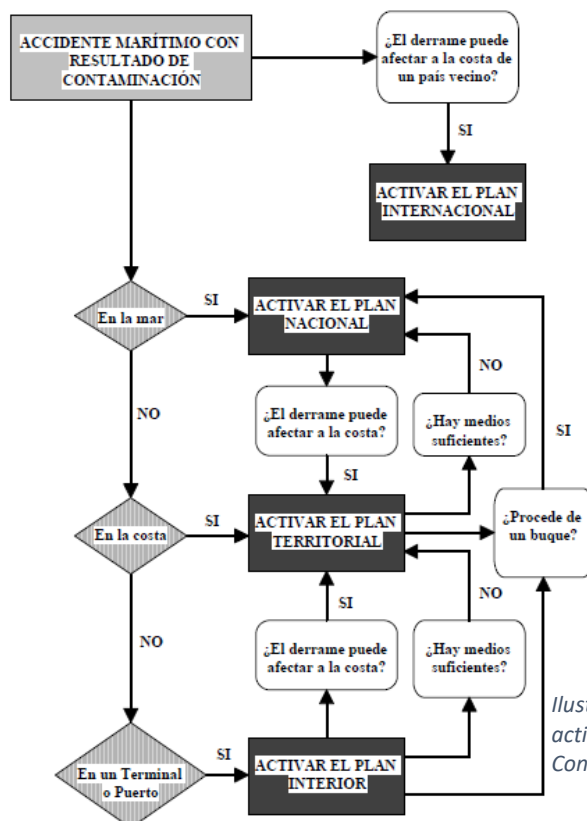 ACCIDENTE MARÍTIMO CON
RESULTADO DE
CONTAMINACIÓN
¿El derrame puede
afectar a la costa de
un país vecino?
SI
ACTIVAR EL PLAN
INTERNACIONAL
En la mar
SI
ACTIVAR EL PLAN
NACIONAL
NO
NO
¿El derrame puede
afectar a la costa?
¿Hay medios
suficientes?
SI
SI
En la costa
SI
ACTIVAR EL PLAN
TERRITORIAL
¿Procede de
un buque?
SI
NO
NO
¿El derrame puede
afectar a la costa?
¿Hay medios
suficientes?
En un Terminal
o Puerto
SI
ACTIVAR EL PLAN
INTERIOR
Ilust
acti
Con